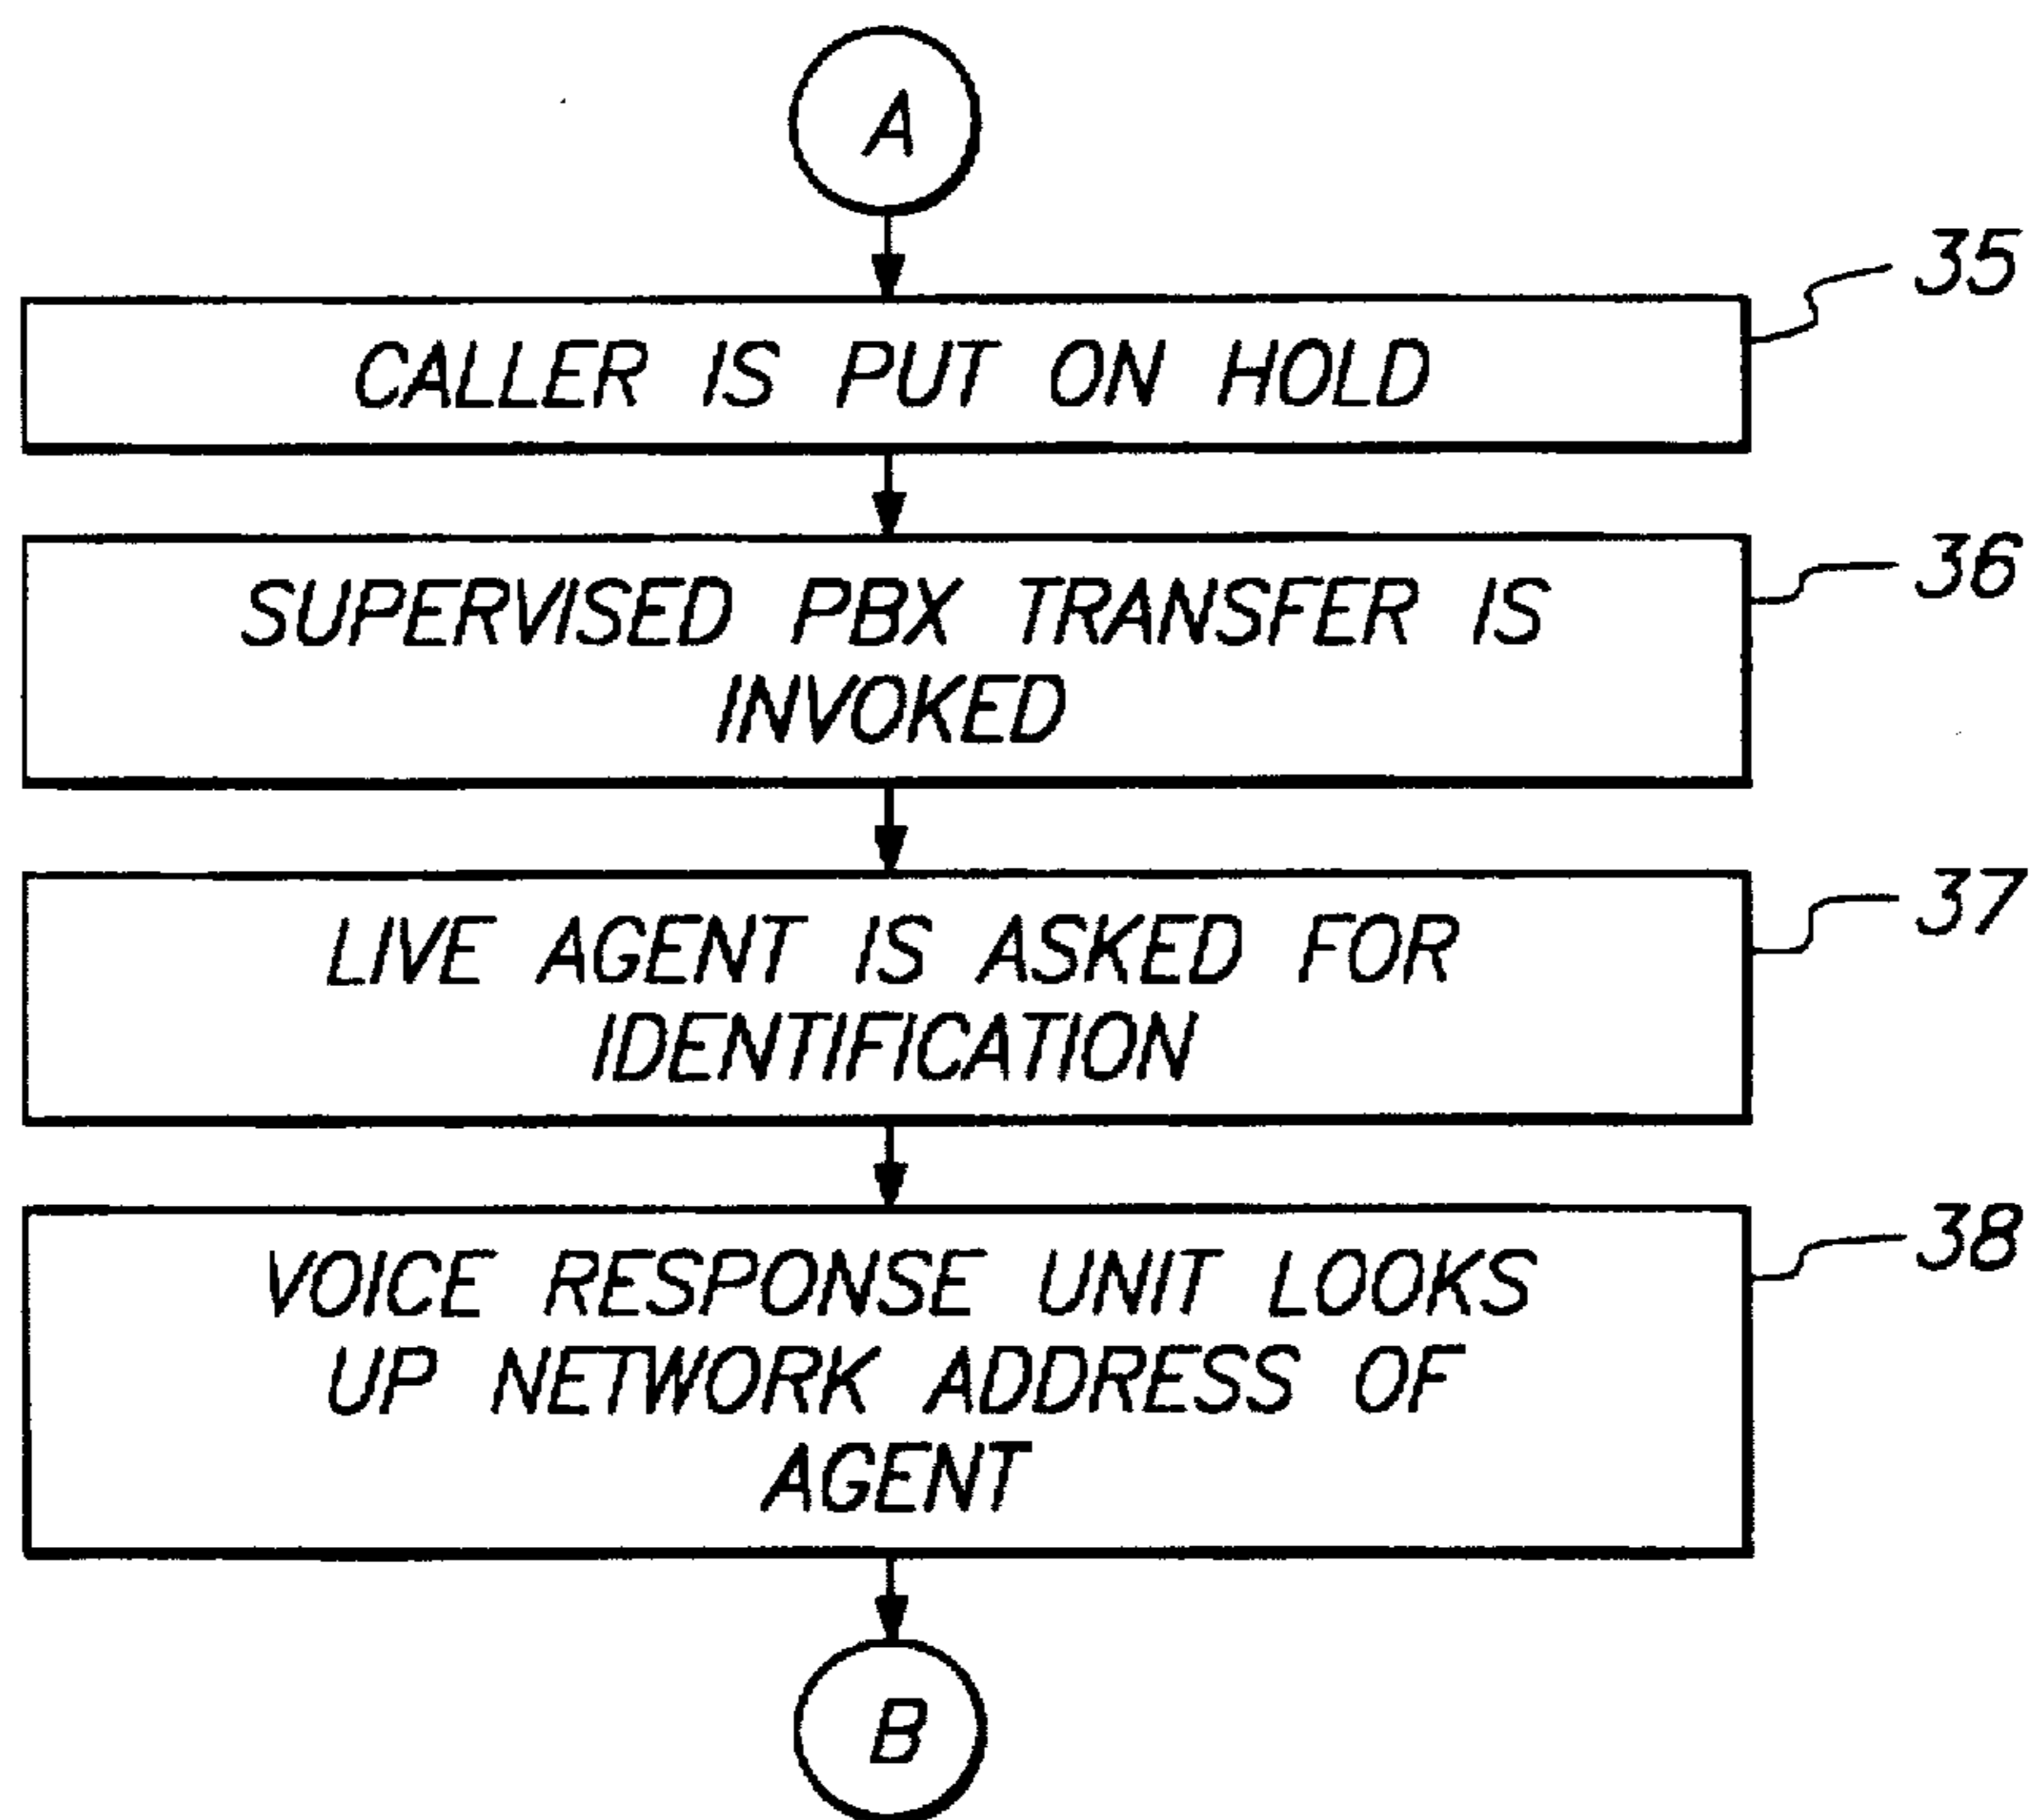 A
35
CALLER IS PUT ON HOLD
36
SUPERVISED PBX TRANSFER IS
INVOKED
37
LIVE AGENT IS ASKED FOR
IDENTIFICATION
38
VOICE RESPONSE UNIT LOOKS
UP NETWORK ADDRESS OF
AGENT
B